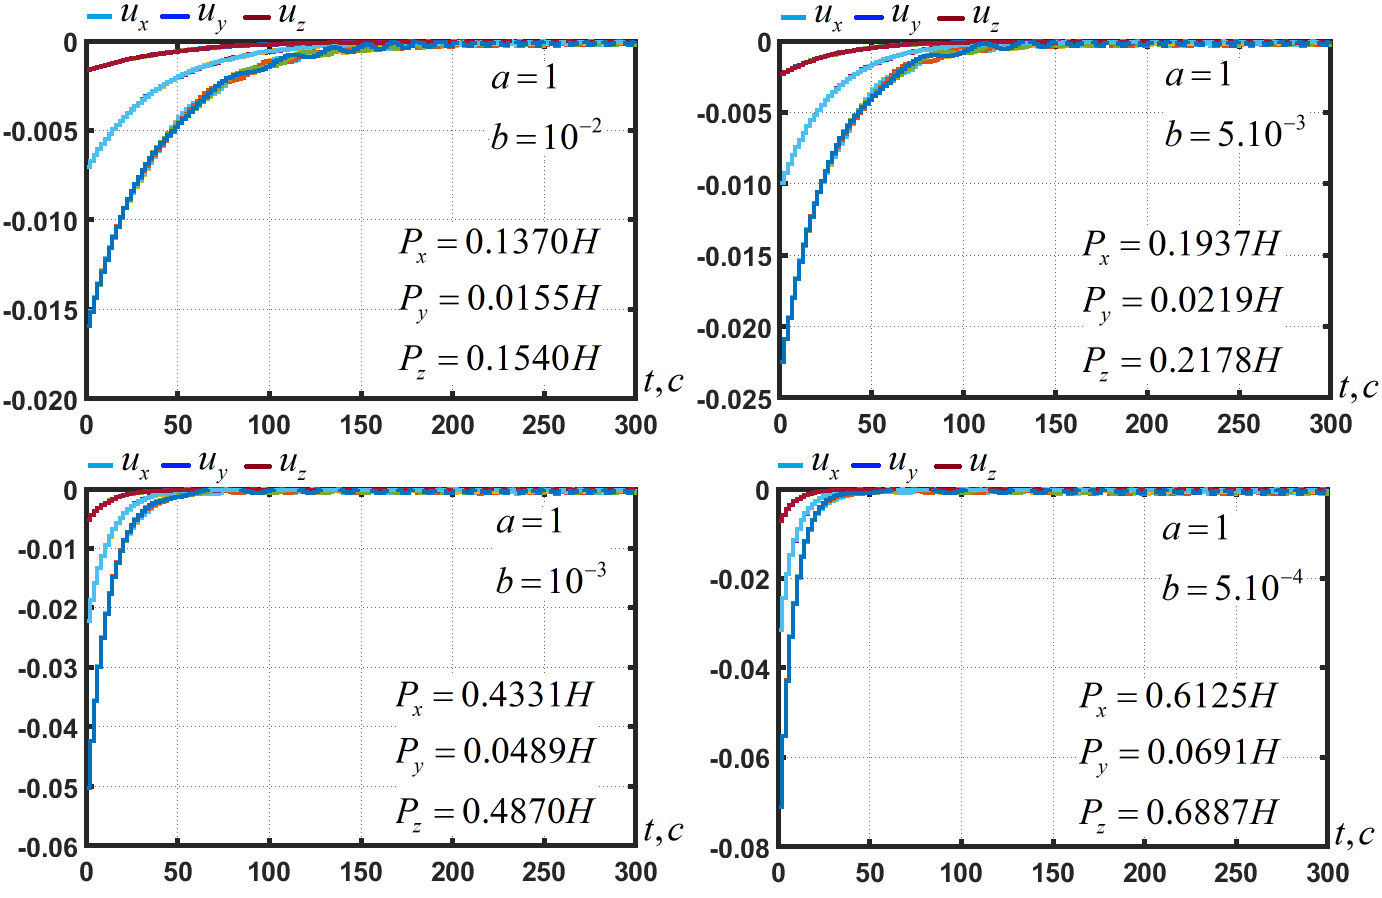 u_x u_y u_z
0
-0.005
-0.010
-0.015
-0.020
0 50 100 150 200 250 300
a = 1
b = 10^{-2}
P_x = 0.1370H
P_y = 0.0155H
P_z = 0.1540H
t, c
u_x u_y u_z
0
-0.005
-0.010
-0.015
-0.020
-0.025
0 50 100 150 200 250 300
a = 1
b = 5.10^{-3}
P_x = 0.1937H
P_y = 0.0219H
P_z = 0.2178H
t, c
u_x u_y u_z
0
-0.01
-0.02
-0.03
-0.04
-0.05
-0.06
0 50 100 150 200 250 300
a = 1
b = 10^{-3}
P_x = 0.4331H
P_y = 0.0489H
P_z = 0.4870H
t, c
u_x u_y u_z
0
-0.02
-0.04
-0.06
-0.08
0 50 100 150 200 250 300
a = 1
b = 5.10^{-4}
P_x = 0.6125H
P_y = 0.0691H
P_z = 0.6887H
t, c